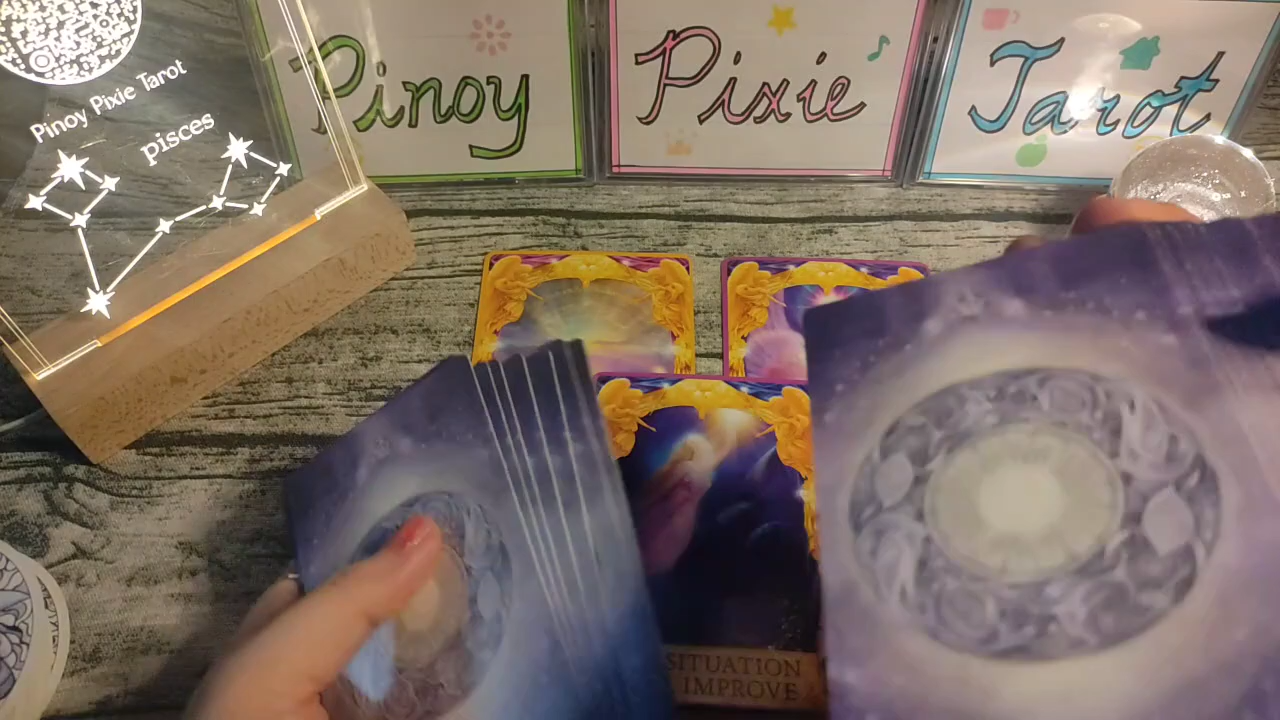 Pinoy Pixie Tarot
pisces
Pinoy
Pixie
Tarot
SITUATION
IMPROVE